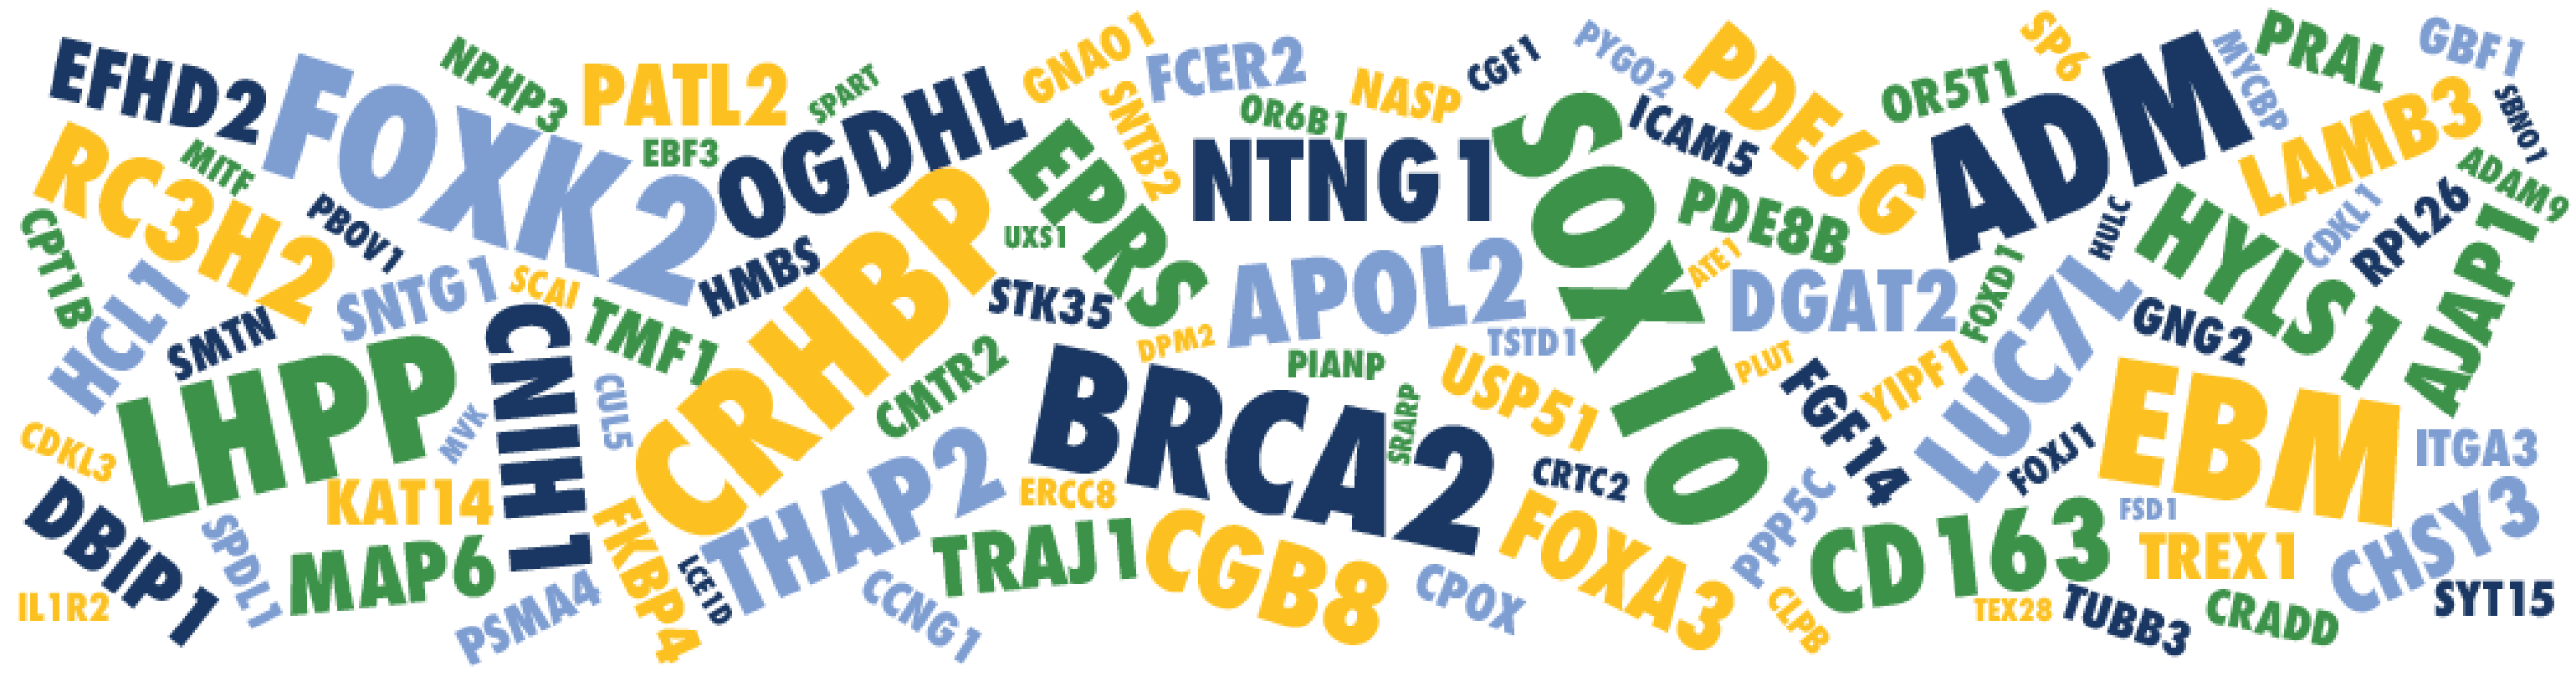 EFHD2
FOXK2
NPHP3
PATL2
SPART
OGDHL
GNAO1
SNTB2
FCER2
OR6B1
NASP
CGF1
PYGO2
PDE6G
OR5T1
SP6
ADM
MYCBP
PRAL
GBF1
LAMB3
SBNO1
ADAM9
RC3H2
MITF
PBOV1
EBF3
EPRS
NTNG1
SOX10
ICAM5
PDE8B
HULC
HYLS1
CDKL1
RPL26
AJAP1
CPT1B
HCL1
SNTG1
SCAI
HMBS
CRHBP
UXS1
STK35
APOL2
ATE1
DGAT2
FOXD1
LUC7L
GNG2
SMTN
LHPP
CNIH1
TMF1
CMTR2
DPM2
BRCA2
PIANP
TSTD1
USP51
PLUT
FGF14
YIPF1
EBM
ITGA3
CDKL3
MVK
CUL5
SRARP
CRTC2
FOXJ1
KAT14
THAP2
ERCC8
FOXA3
PPP5C
CD163
FSD1
CHSY3
DBIP1
SPDL1
MAP6
FKBP4
LCE1D
TRAJ1
CGB8
CPOX
TREX1
IL1R2
PSMA4
CCNG1
CLPB
TEX28
TUBB3
CRADD
SYT15